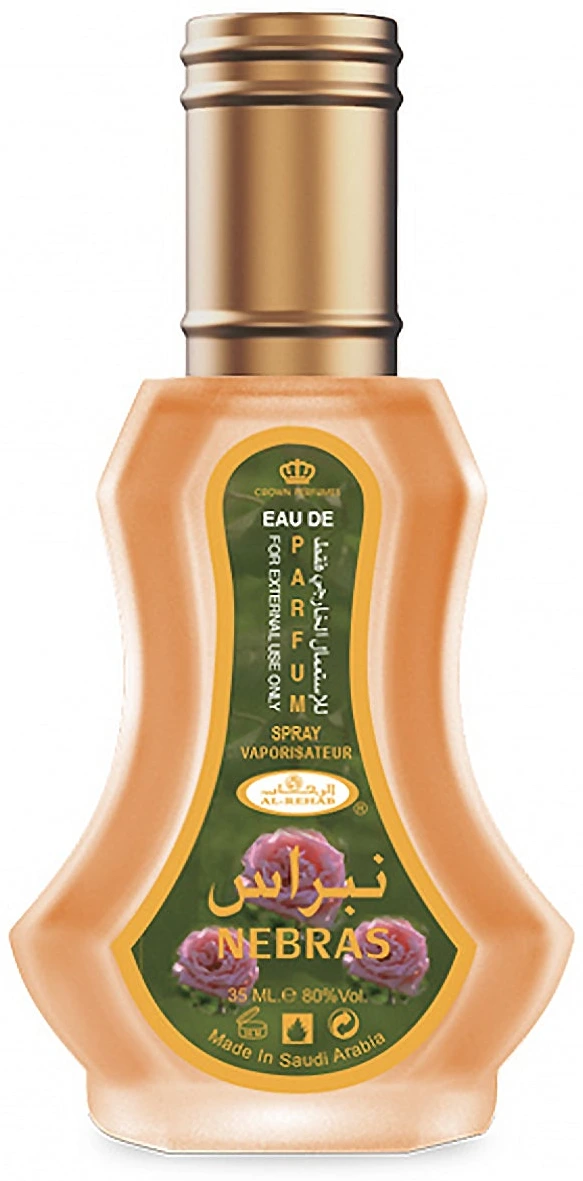 CROWN PERFUMES
EAU DE
PARFUM
FOR EXTERNAL USE ONLY
للإستعمال الخارجي فقط
SPRAY
VAPORISATEUR
الرحاب
AL-REHAB
®
نبراس
NEBRAS
35 ML.e 80%Vol.
Made In Saudi Arabia